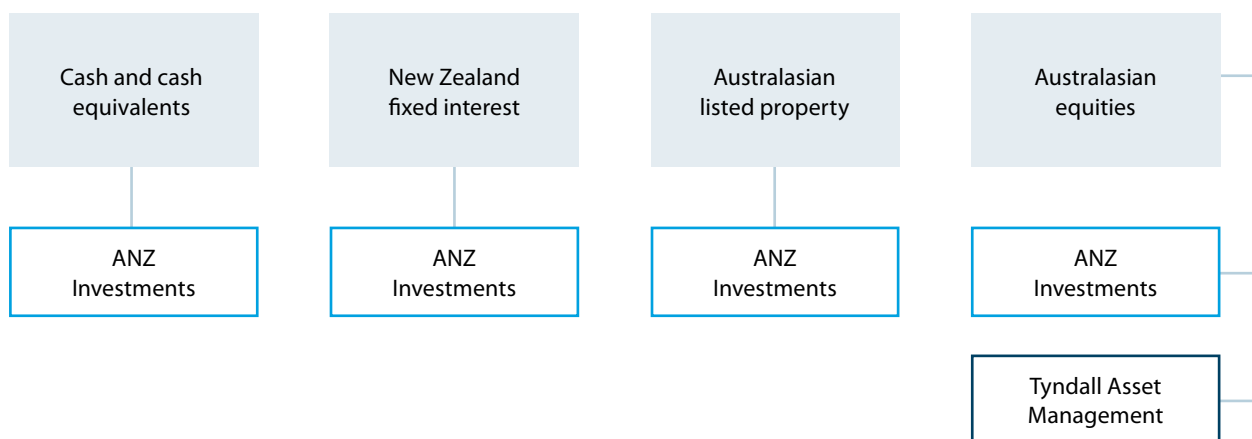 Cash and cash
equivalents
New Zealand
fixed interest
Australasian
listed property
Australasian
equities
ANZ
Investments
ANZ
Investments
ANZ
Investments
ANZ
Investments
Tyndall Asset
Management